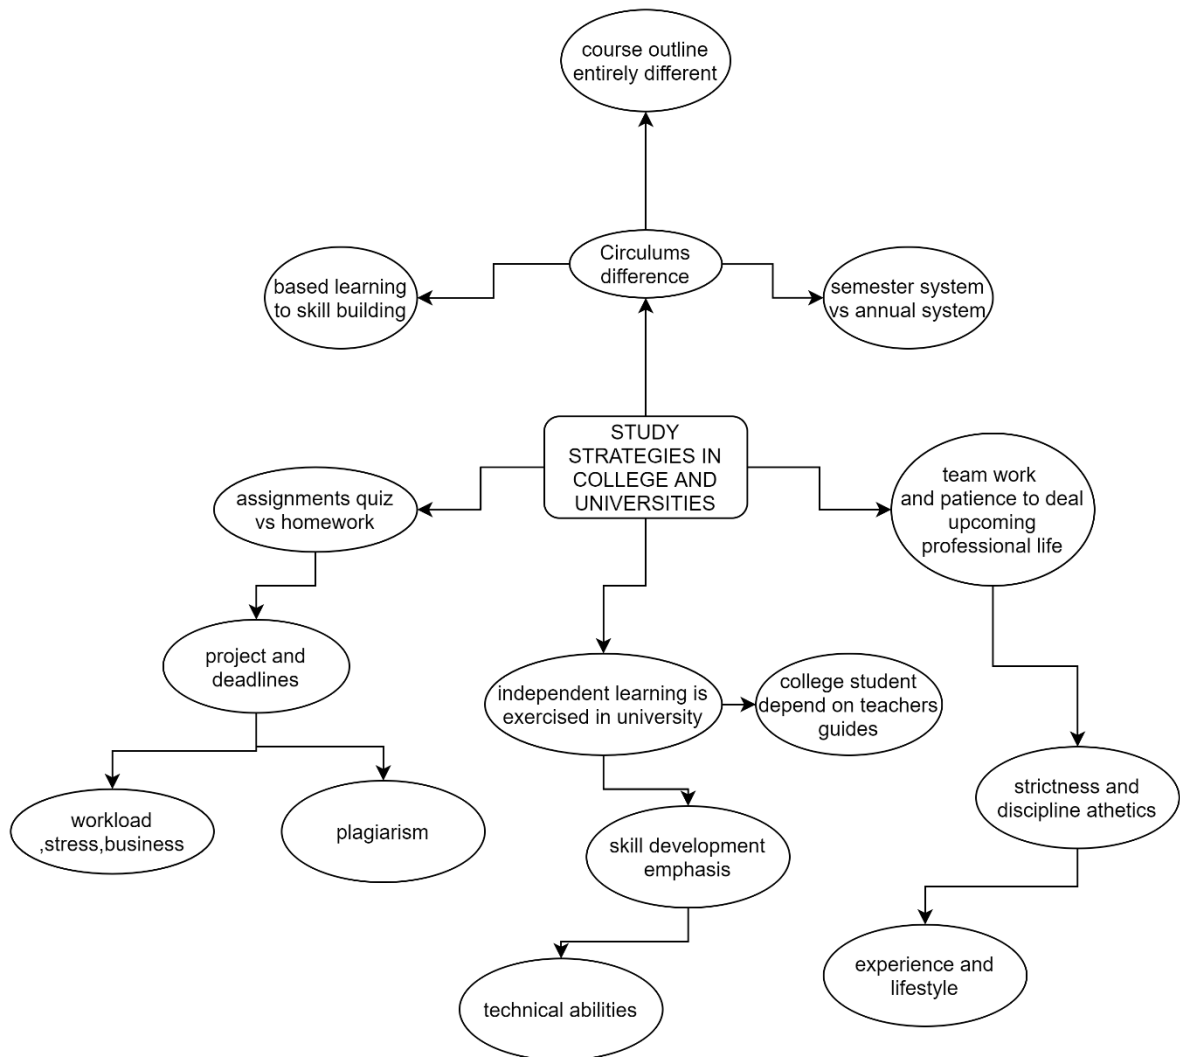 course outline
entirely different
Circulums
difference
based learning
to skill building
semester system
vs annual system
STUDY
STRATEGIES IN
COLLEGE AND
UNIVERSITIES
assignments quiz
vs homework
team work
and patience to deal
upcoming
professional life
project and
deadlines
independent learning is
exercised in university
college student
depend on teachers
guides
workload
,stress,business
plagiarism
strictness and
discipline athetics
skill development
emphasis
experience and
lifestyle
technical abilities